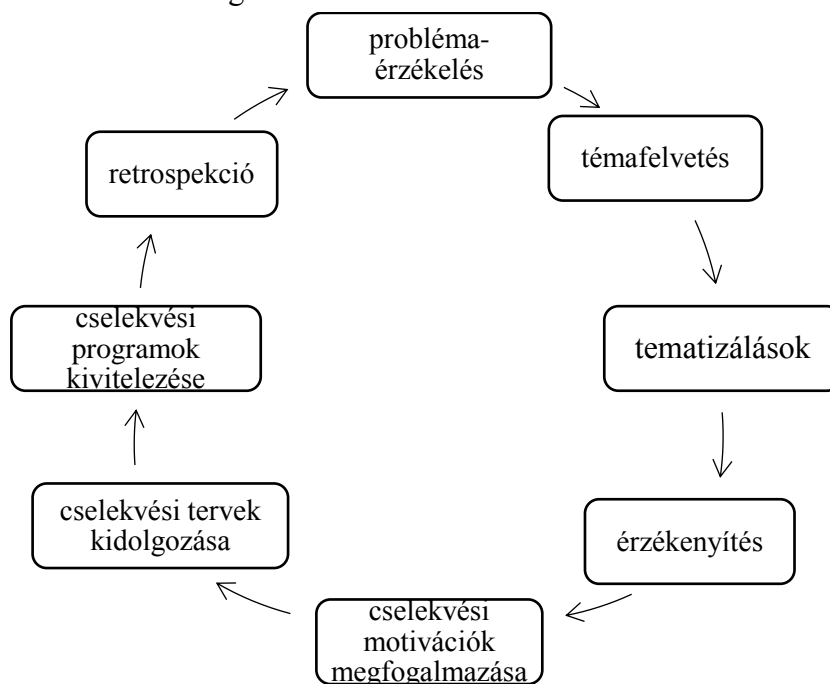 probléma-
érzékelés
témafelvetés
tematizálások
érzékenyítés
cselekvési
motivációk
megfogalmazása
cselekvési tervek
kidolgozása
cselekvési
programok
kivitelezése
retrospekció